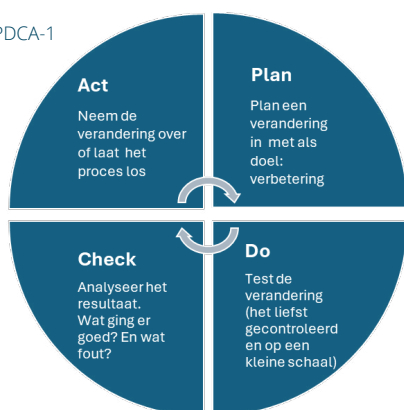 PDCA-1
Act
Neem de
verandering over
of laat het
proces los
Plan
Plan een
verandering
in met als
doel:
verbetering
Check
Analyseer het
resultaat.
Wat ging er
goed? En wat
fout?
Do
Test de
verandering
(het liefst
gecontroleerd
en op een
kleine schaal)